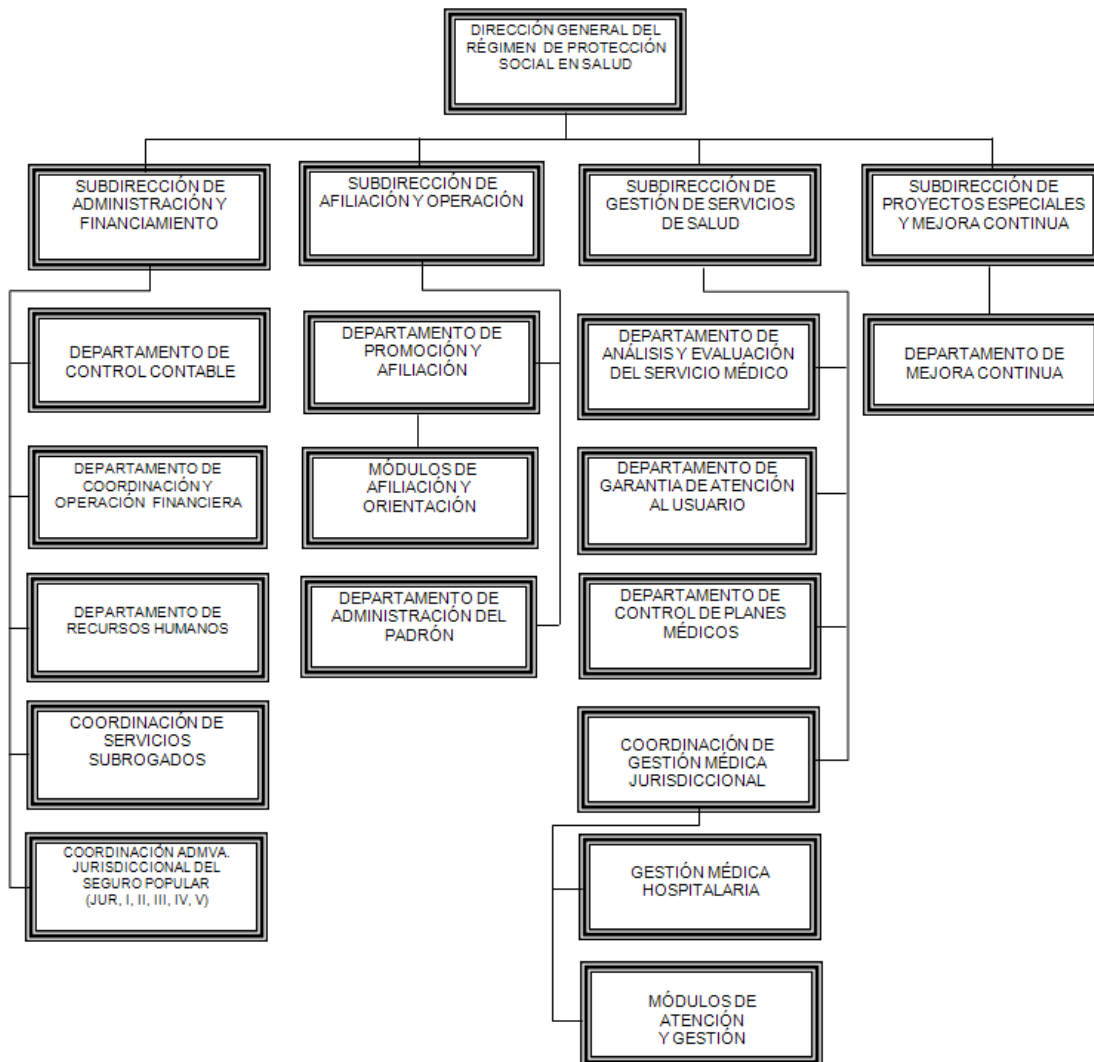 DIRECCIÓN GENERAL DEL
RÉGIMEN DE PROTECCIÓN
SOCIAL EN SALUD
SUBDIRECCIÓN DE
ADMINISTRACIÓN Y
FINANCIAMIENTO
SUBDIRECCIÓN DE
AFILIACIÓN Y OPERACIÓN
SUBDIRECCIÓN DE
GESTIÓN DE SERVICIOS
DE SALUD
SUBDIRECCIÓN DE
PROYECTOS ESPECIALES
Y MEJORA CONTINUA
DEPARTAMENTO DE
CONTROL CONTABLE
DEPARTAMENTO DE
PROMOCIÓN Y
AFILIACIÓN
DEPARTAMENTO DE
ANÁLISIS Y EVALUACIÓN
DEL SERVICIO MÉDICO
DEPARTAMENTO DE
MEJORA CONTINUA
DEPARTAMENTO DE
COORDINACIÓN Y
OPERACIÓN FINANCIERA
MÓDULOS DE
AFILIACIÓN Y
ORIENTACIÓN
DEPARTAMENTO DE
GARANTIA DE ATENCIÓN
AL USUARIO
DEPARTAMENTO DE
RECURSOS HUMANOS
DEPARTAMENTO DE
ADMINISTRACIÓN DEL
PADRÓN
DEPARTAMENTO DE
CONTROL DE PLANES
MÉDICOS
COORDINACIÓN DE
SERVICIOS
SUBROGADOS
COORDINACIÓN DE
GESTIÓN MÉDICA
JURISDICCIONAL
COORDINACIÓN ADMVA.
JURISDICCIONAL DEL
SEGURO POPULAR
(JUR, I, II, III, IV, V)
GESTIÓN MÉDICA
HOSPITALARIA
MÓDULOS DE
ATENCIÓN
Y GESTIÓN